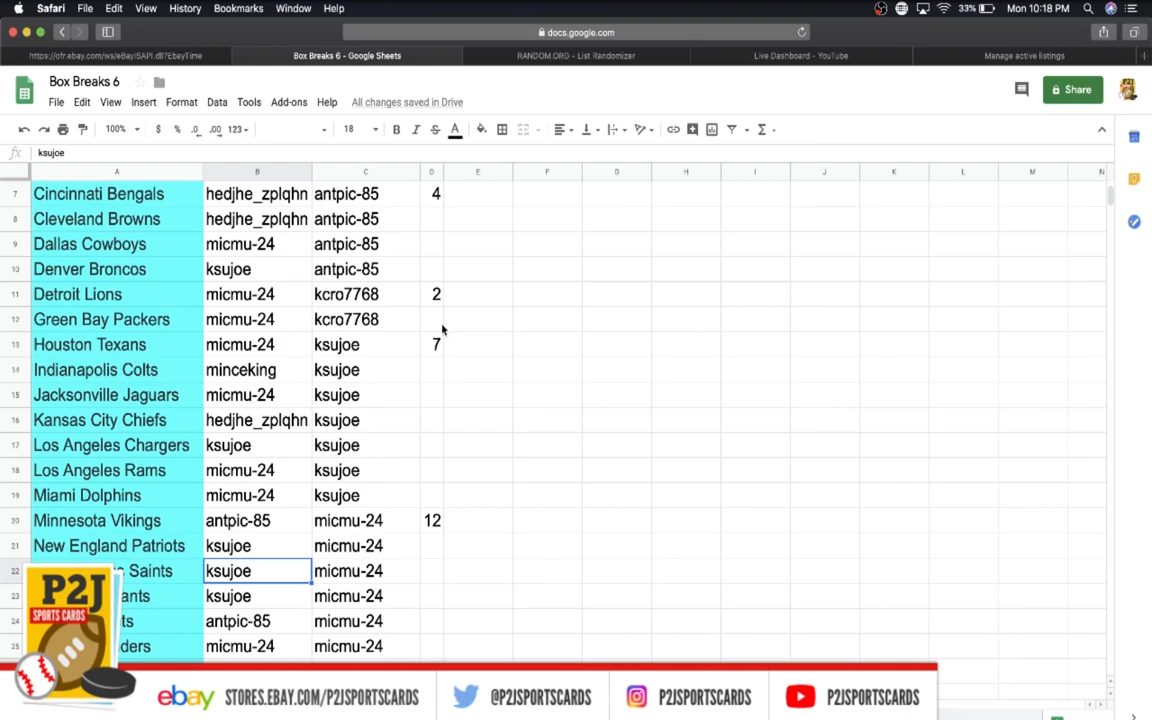 Safari File Edit View History Bookmarks Window Help 33% Mon 10:18 PM
docs.google.com
https://ofr.ebay.com/ws/eBayISAPI.dll?EbayTime Box Breaks 6 - Google Sheets RANDOM.ORG - List Randomizer Live Dashboard - YouTube Manage active listings
Box Breaks 6
File Edit View Insert Format Data Tools Add-ons Help All changes saved in Drive Share
100% $ % .0 .00 123 18 B I S A
fx ksujoe
A B C D E F G H I J K L M N
7 Cincinnati Bengals hedjhe_zplqhn antpic-85 4
8 Cleveland Browns hedjhe_zplqhn antpic-85
9 Dallas Cowboys micmu-24 antpic-85
10 Denver Broncos ksujoe antpic-85
11 Detroit Lions micmu-24 kcro7768 2
12 Green Bay Packers micmu-24 kcro7768
13 Houston Texans micmu-24 ksujoe 7
14 Indianapolis Colts minceking ksujoe
15 Jacksonville Jaguars micmu-24 ksujoe
16 Kansas City Chiefs hedjhe_zplqhn ksujoe
17 Los Angeles Chargers ksujoe ksujoe
18 Los Angeles Rams micmu-24 ksujoe
19 Miami Dolphins micmu-24 ksujoe
20 Minnesota Vikings antpic-85 micmu-24 12
21 New England Patriots ksujoe micmu-24
22 Saints ksujoe micmu-24
23 ants ksujoe micmu-24
24 ts antpic-85 micmu-24
25 ders micmu-24 micmu-24
P2J
SPORTS CARDS
ebay STORES.EBAY.COM/P2JSPORTSCARDS @P2JSPORTSCARDS P2JSPORTSCARDS P2JSPORTSCARDS